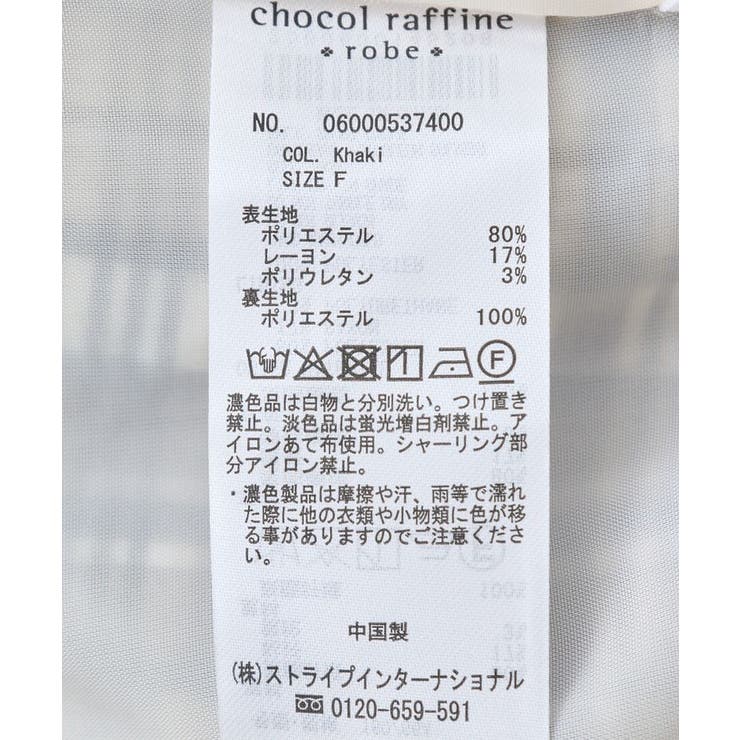 chocol raffine
robe
NO. 06000537400
COL. Khaki
SIZE F
表生地
ポリエステル 80%
レーヨン 17%
ポリウレタン 3%
裏生地
ポリエステル 100%
濃色品は白物と分別洗い。つけ置き
禁止。淡色品は蛍光増白剤禁止。ア
イロンあて布使用。シャーリング部
分アイロン禁止。
・濃色製品は摩擦や汗、雨等で濡れ
た際に他の衣類や小物類に色が移
る事がありますのでご注意くださ
い。
中国製
(株)ストライプインターナショナル
0120-659-591